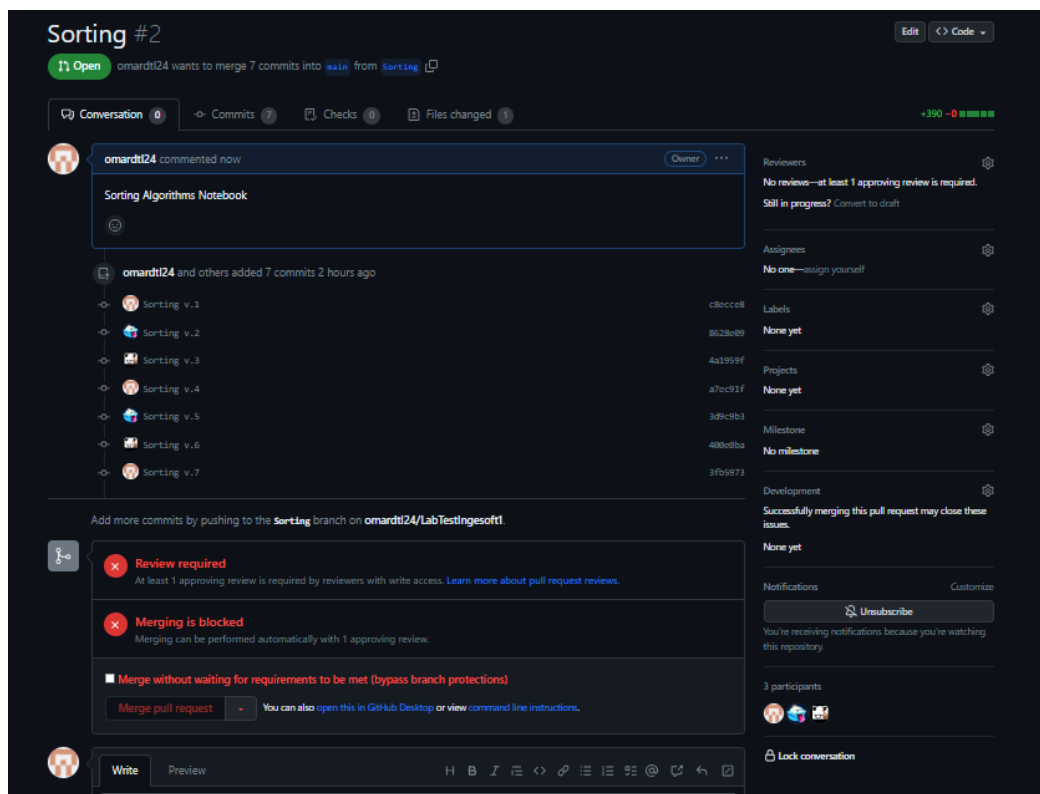 Sorting #2
Edit
<> Code
Open
omardtl24 wants to merge 7 commits into main from Sorting
Conversation 0
Commits 7
Checks 0
Files changed 1
+390 −0
omardtl24 commented now
Owner
Sorting Algorithms Notebook
omardtl24 and others added 7 commits 2 hours ago
Sorting v.1 c8ecce8
Sorting v.2 8628e09
Sorting v.3 4a1959f
Sorting v.4 a7ec91f
Sorting v.5 3d9c9b3
Sorting v.6 400e0ba
Sorting v.7 3fb5973
Add more commits by pushing to the Sorting branch on omardtl24/LabTestIngesoft1.
Review required
At least 1 approving review is required by reviewers with write access. Learn more about pull request reviews.
Merging is blocked
Merging can be performed automatically with 1 approving review.
Merge without waiting for requirements to be met (bypass branch protections)
Merge pull request
You can also open this in GitHub Desktop or view command line instructions.
Write
Preview
H B I
Reviewers
No reviews—at least 1 approving review is required.
Still in progress? Convert to draft
Assignees
No one—assign yourself
Labels
None yet
Projects
None yet
Milestone
No milestone
Development
Successfully merging this pull request may close these
issues.
None yet
Notifications
Customize
Unsubscribe
You're receiving notifications because you're watching
this repository.
3 participants
Lock conversation